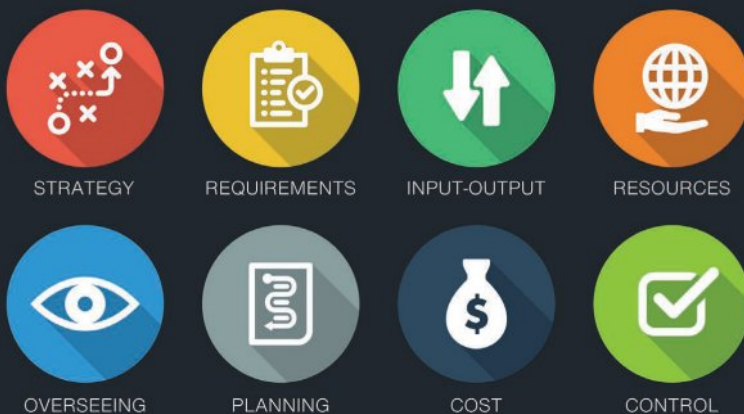 STRATEGY
REQUIREMENTS
INPUT-OUTPUT
RESOURCES
$
OVERSEEING
PLANNING
COST
CONTROL